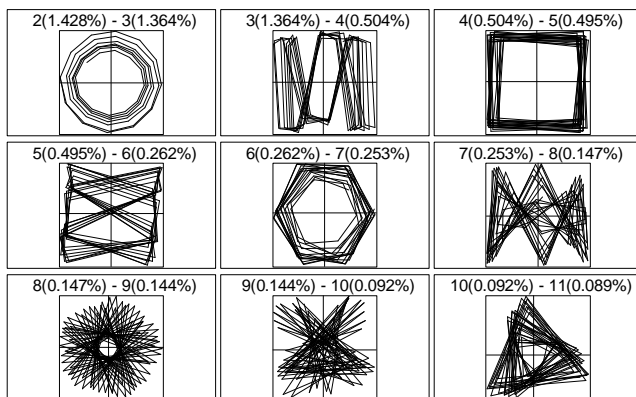 2(1.428%) - 3(1.364%)
3(1.364%) - 4(0.504%)
4(0.504%) - 5(0.495%)
5(0.495%) - 6(0.262%)
6(0.262%) - 7(0.253%)
7(0.253%) - 8(0.147%)
8(0.147%) - 9(0.144%)
9(0.144%) - 10(0.092%)
10(0.092%) - 11(0.089%)